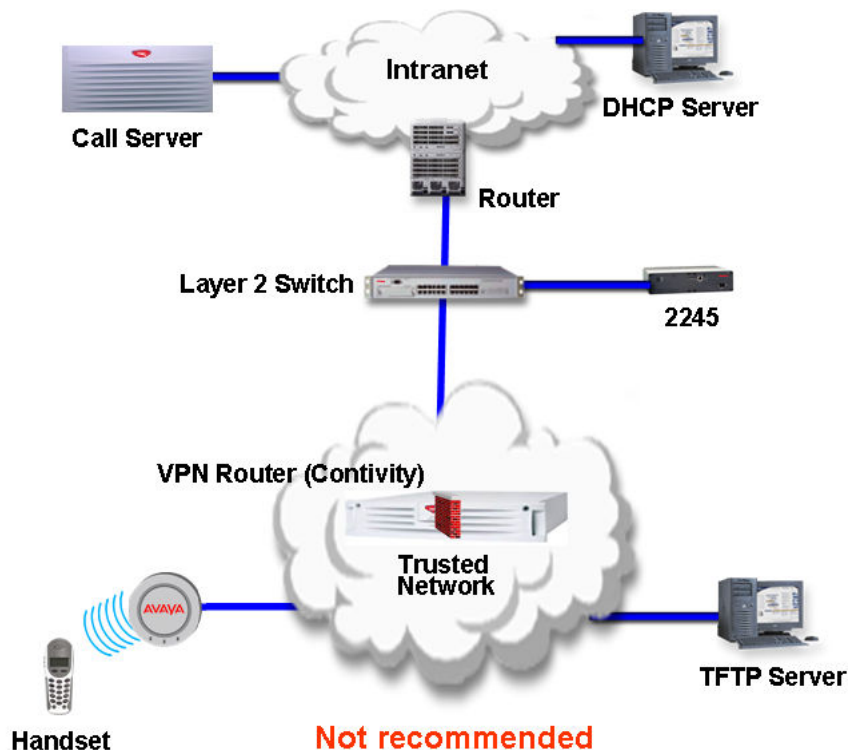 Intranet
DHCP Server
Call Server
Router
Layer 2 Switch
2245
VPN Router (Contivity)
Trusted
Network
AVAYA
TFTP Server
Handset
Not recommended